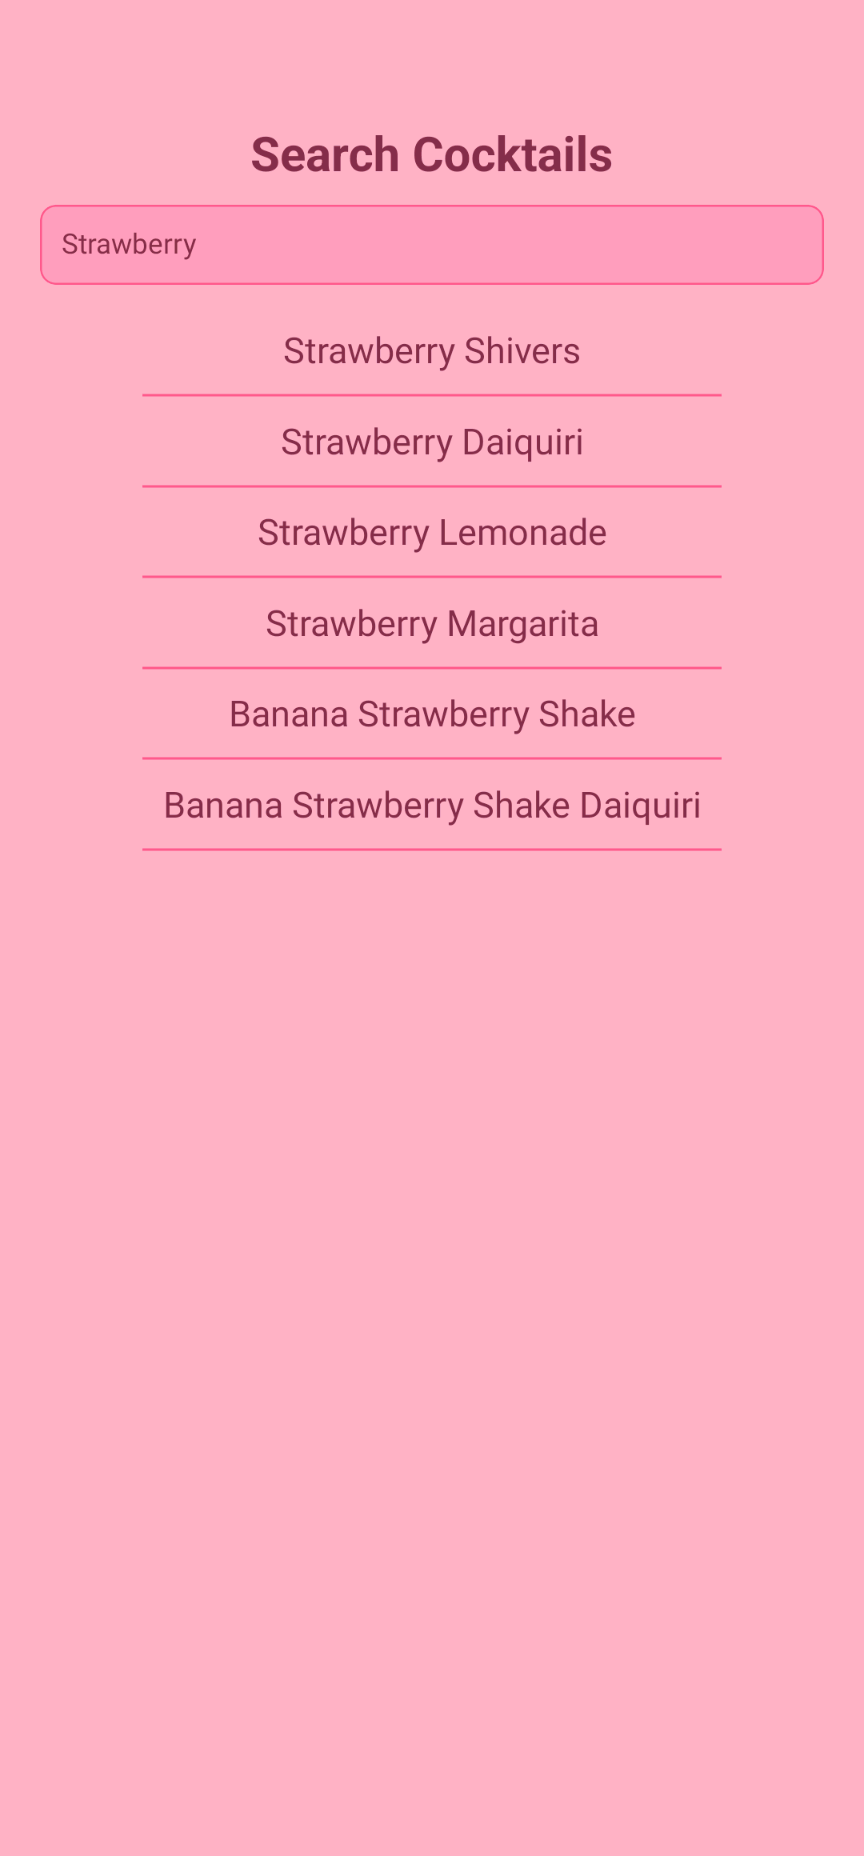 Search Cocktails
Strawberry
Strawberry Shivers
Strawberry Daiquiri
Strawberry Lemonade
Strawberry Margarita
Banana Strawberry Shake
Banana Strawberry Shake Daiquiri